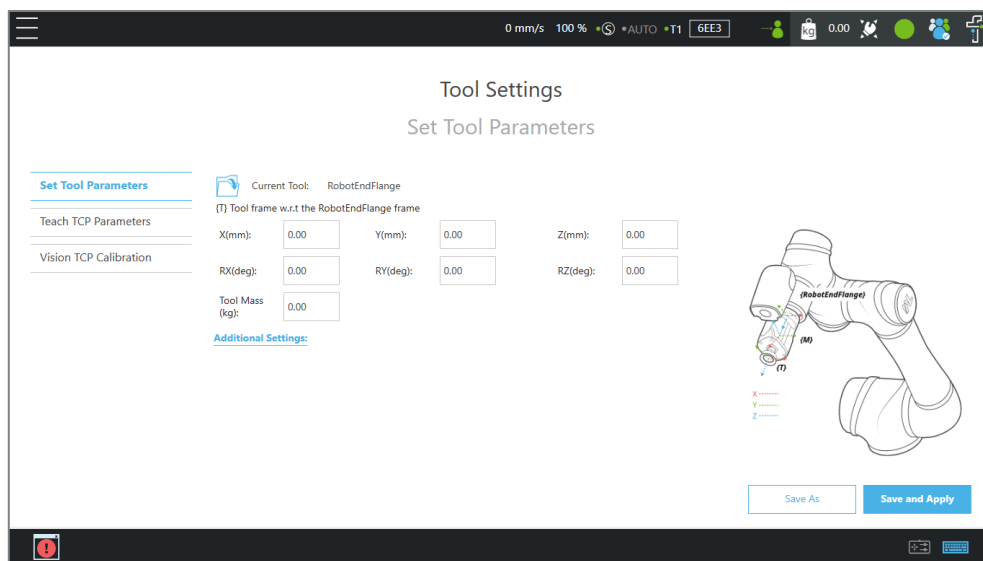 0 mm/s 100 % S AUTO T1 6EE3 kg 0.00
Tool Settings
Set Tool Parameters
Set Tool Parameters
Teach TCP Parameters
Vision TCP Calibration
Current Tool: RobotEndFlange
{T} Tool frame w.r.t the RobotEndFlange frame
X(mm): 0.00 Y(mm): 0.00 Z(mm): 0.00
RX(deg): 0.00 RY(deg): 0.00 RZ(deg): 0.00
Tool Mass
(kg): 0.00
Additional Settings:
{RobotEndFlange}
{M}
{T}
X
Y
Z
Save As Save and Apply